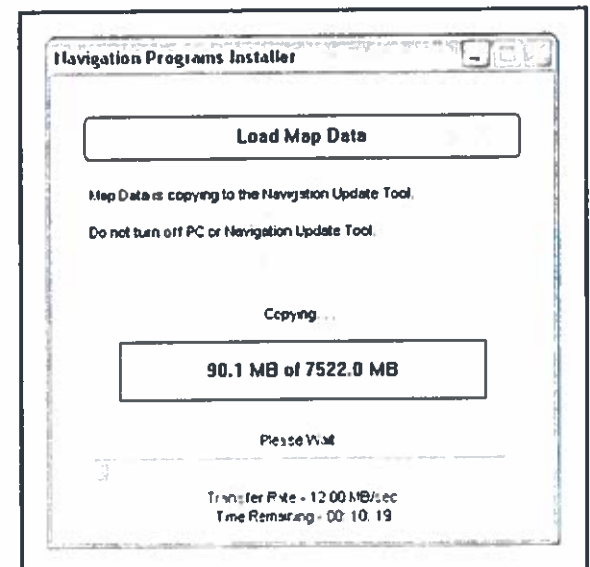 Navigation Programs Installer
Load Map Data
Map Data is copying to the Navigation Update Tool.
Do not turn off PC or Navigation Update Tool.
Copying...
90.1 MB of 7522.0 MB
Please Wait
Transfer Rate - 12.00 MB/sec
Time Remaining - 00:10:19